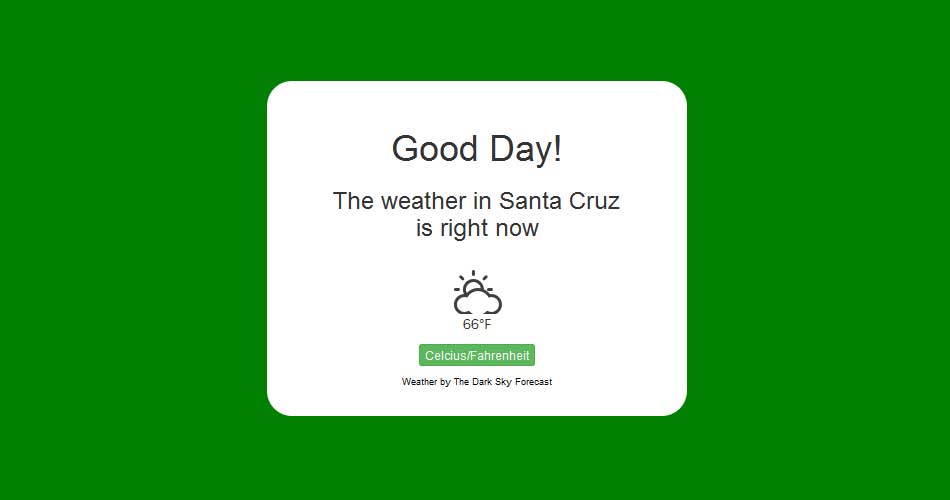 Good Day!
The weather in Santa Cruz
is right now
66°F
Celcius/Fahrenheit
Weather by The Dark Sky Forecast